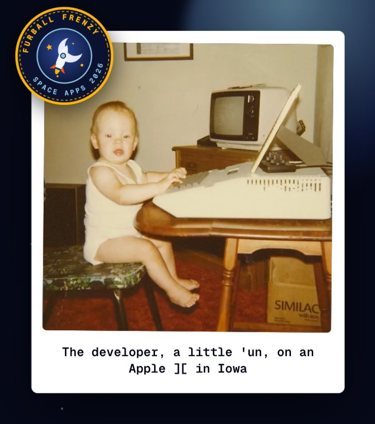 FURBALL FRENZY
SPACE APPS 2026
SIMILAC
The developer, a little 'un, on an
Apple ][ in Iowa